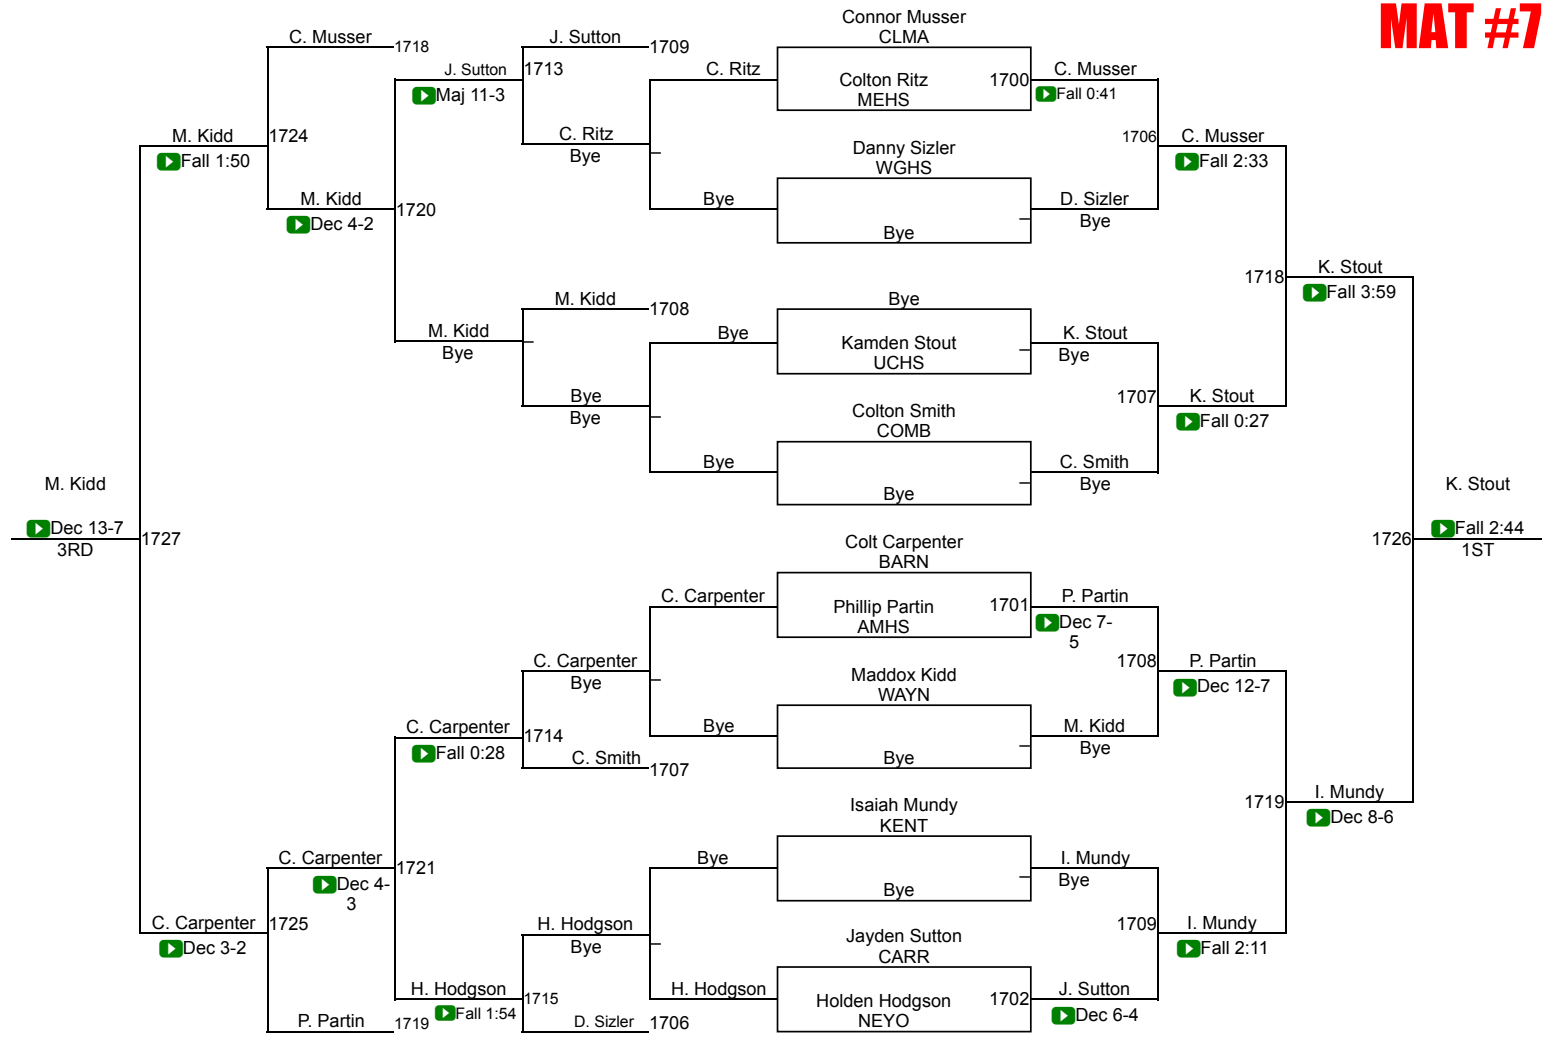 MAT #7
Connor Musser
CLMA
C. Musser
1718
J. Sutton
1709
J. Sutton
1713
Maj 11-3
C. Ritz
Colton Ritz
MEHS
1700
C. Musser
Fall 0:41
M. Kidd
1724
Fall 1:50
C. Ritz
Bye
Danny Sizler
WGHS
1706
C. Musser
Fall 2:33
M. Kidd
1720
Dec 4-2
Bye
Bye
D. Sizler
Bye
1718
K. Stout
Fall 3:59
M. Kidd
1708
Bye
M. Kidd
Bye
Bye
Kamden Stout
UCHS
K. Stout
Bye
Bye
Bye
Colton Smith
COMB
1707
K. Stout
Fall 0:27
Bye
Bye
C. Smith
Bye
M. Kidd
Dec 13-7
3RD
1727
K. Stout
1726
Fall 2:44
1ST
Colt Carpenter
BARN
C. Carpenter
Phillip Partin
AMHS
1701
P. Partin
Dec 7-
5
C. Carpenter
Bye
Maddox Kidd
WAYN
1708
P. Partin
Dec 12-7
C. Carpenter
1714
Fall 0:28
C. Smith
1707
Bye
Bye
M. Kidd
Bye
1719
I. Mundy
Dec 8-6
Isaiah Mundy
KENT
C. Carpenter
1721
Dec 4-
3
Bye
Bye
I. Mundy
Bye
C. Carpenter
1725
Dec 3-2
H. Hodgson
Bye
Jayden Sutton
CARR
1709
I. Mundy
Fall 2:11
H. Hodgson
1715
Fall 1:54
H. Hodgson
Holden Hodgson
NEYO
1702
J. Sutton
Dec 6-4
P. Partin
1719
D. Sizler
1706